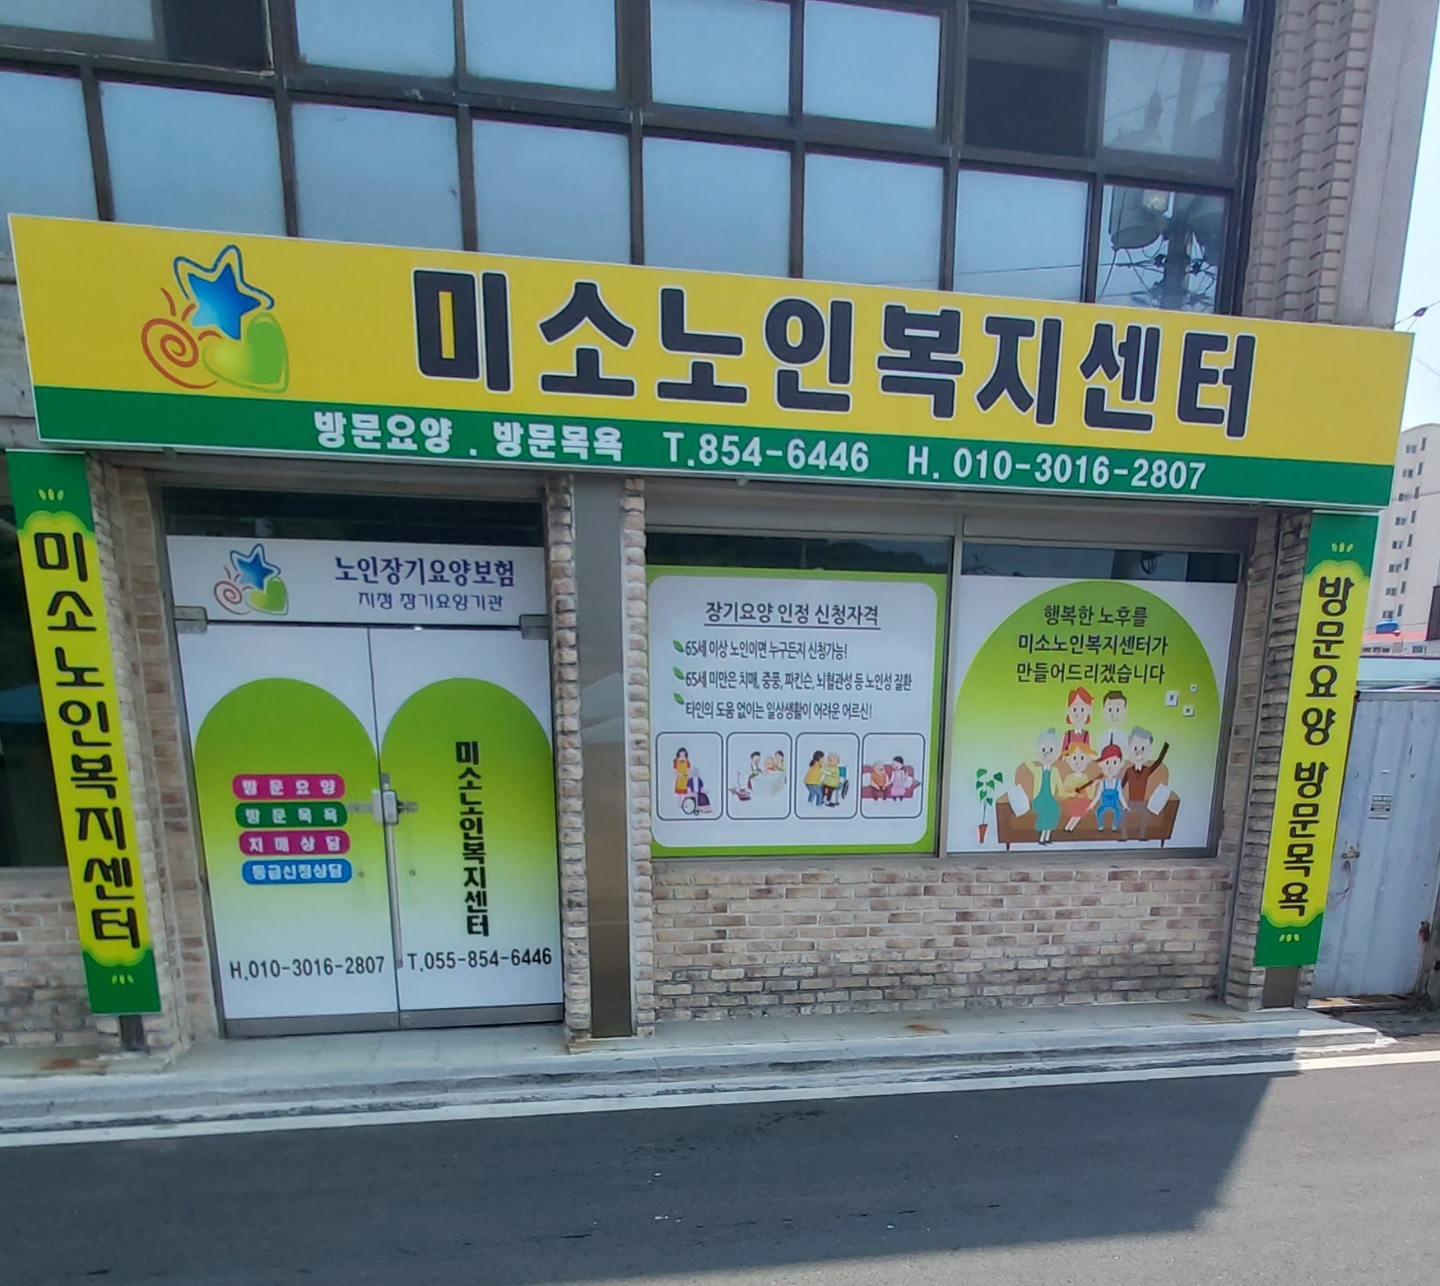 미소노인복지센터
방문요양 . 방문목욕 T.854-6446 H. 010-3016-2807
미소노인복지센터
노인장기요양보험
지정 장기요양기관
방문요양
방문목욕
치매상담
등급신청상담
H.010-3016-2807
미소노인복지센터
T.055-854-6446
장기요양 인정 신청자격
65세 이상 노인이면 누구든지 신청가능!
65세 미만은 치매, 중풍, 파킨슨, 뇌혈관성 등 노인성 질환
타인의 도움 없이는 일상생활이 어려운 어르신!
행복한 노후를
미소노인복지센터가
만들어드리겠습니다
방문요양 방문목욕